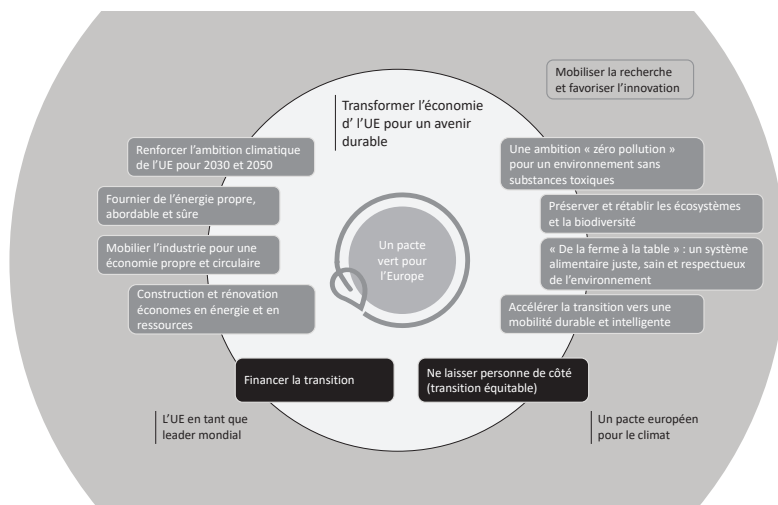 Mobiliser la recherche
et favoriser l'innovation
Transformer l'économie
d' l'UE pour un avenir
durable
Renforcer l'ambition climatique
de l'UE pour 2030 et 2050
Fournier de l'énergie propre,
abordable et sûre
Mobilier l'industrie pour une
économie propre et circulaire
Construction et rénovation
économes en énergie et en
ressources
Un pacte
vert pour
l'Europe
Une ambition « zéro pollution »
pour un environnement sans
substances toxiques
Préserver et rétablir les écosystèmes
et la biodiversité
« De la ferme à la table » : un système
alimentaire juste, sain et respectueux
de l'environnement
Accélérer la transition vers une
mobilité durable et intelligente
Financer la transition
Ne laisser personne de côté
(transition équitable)
L'UE en tant que
leader mondial
Un pacte européen
pour le climat